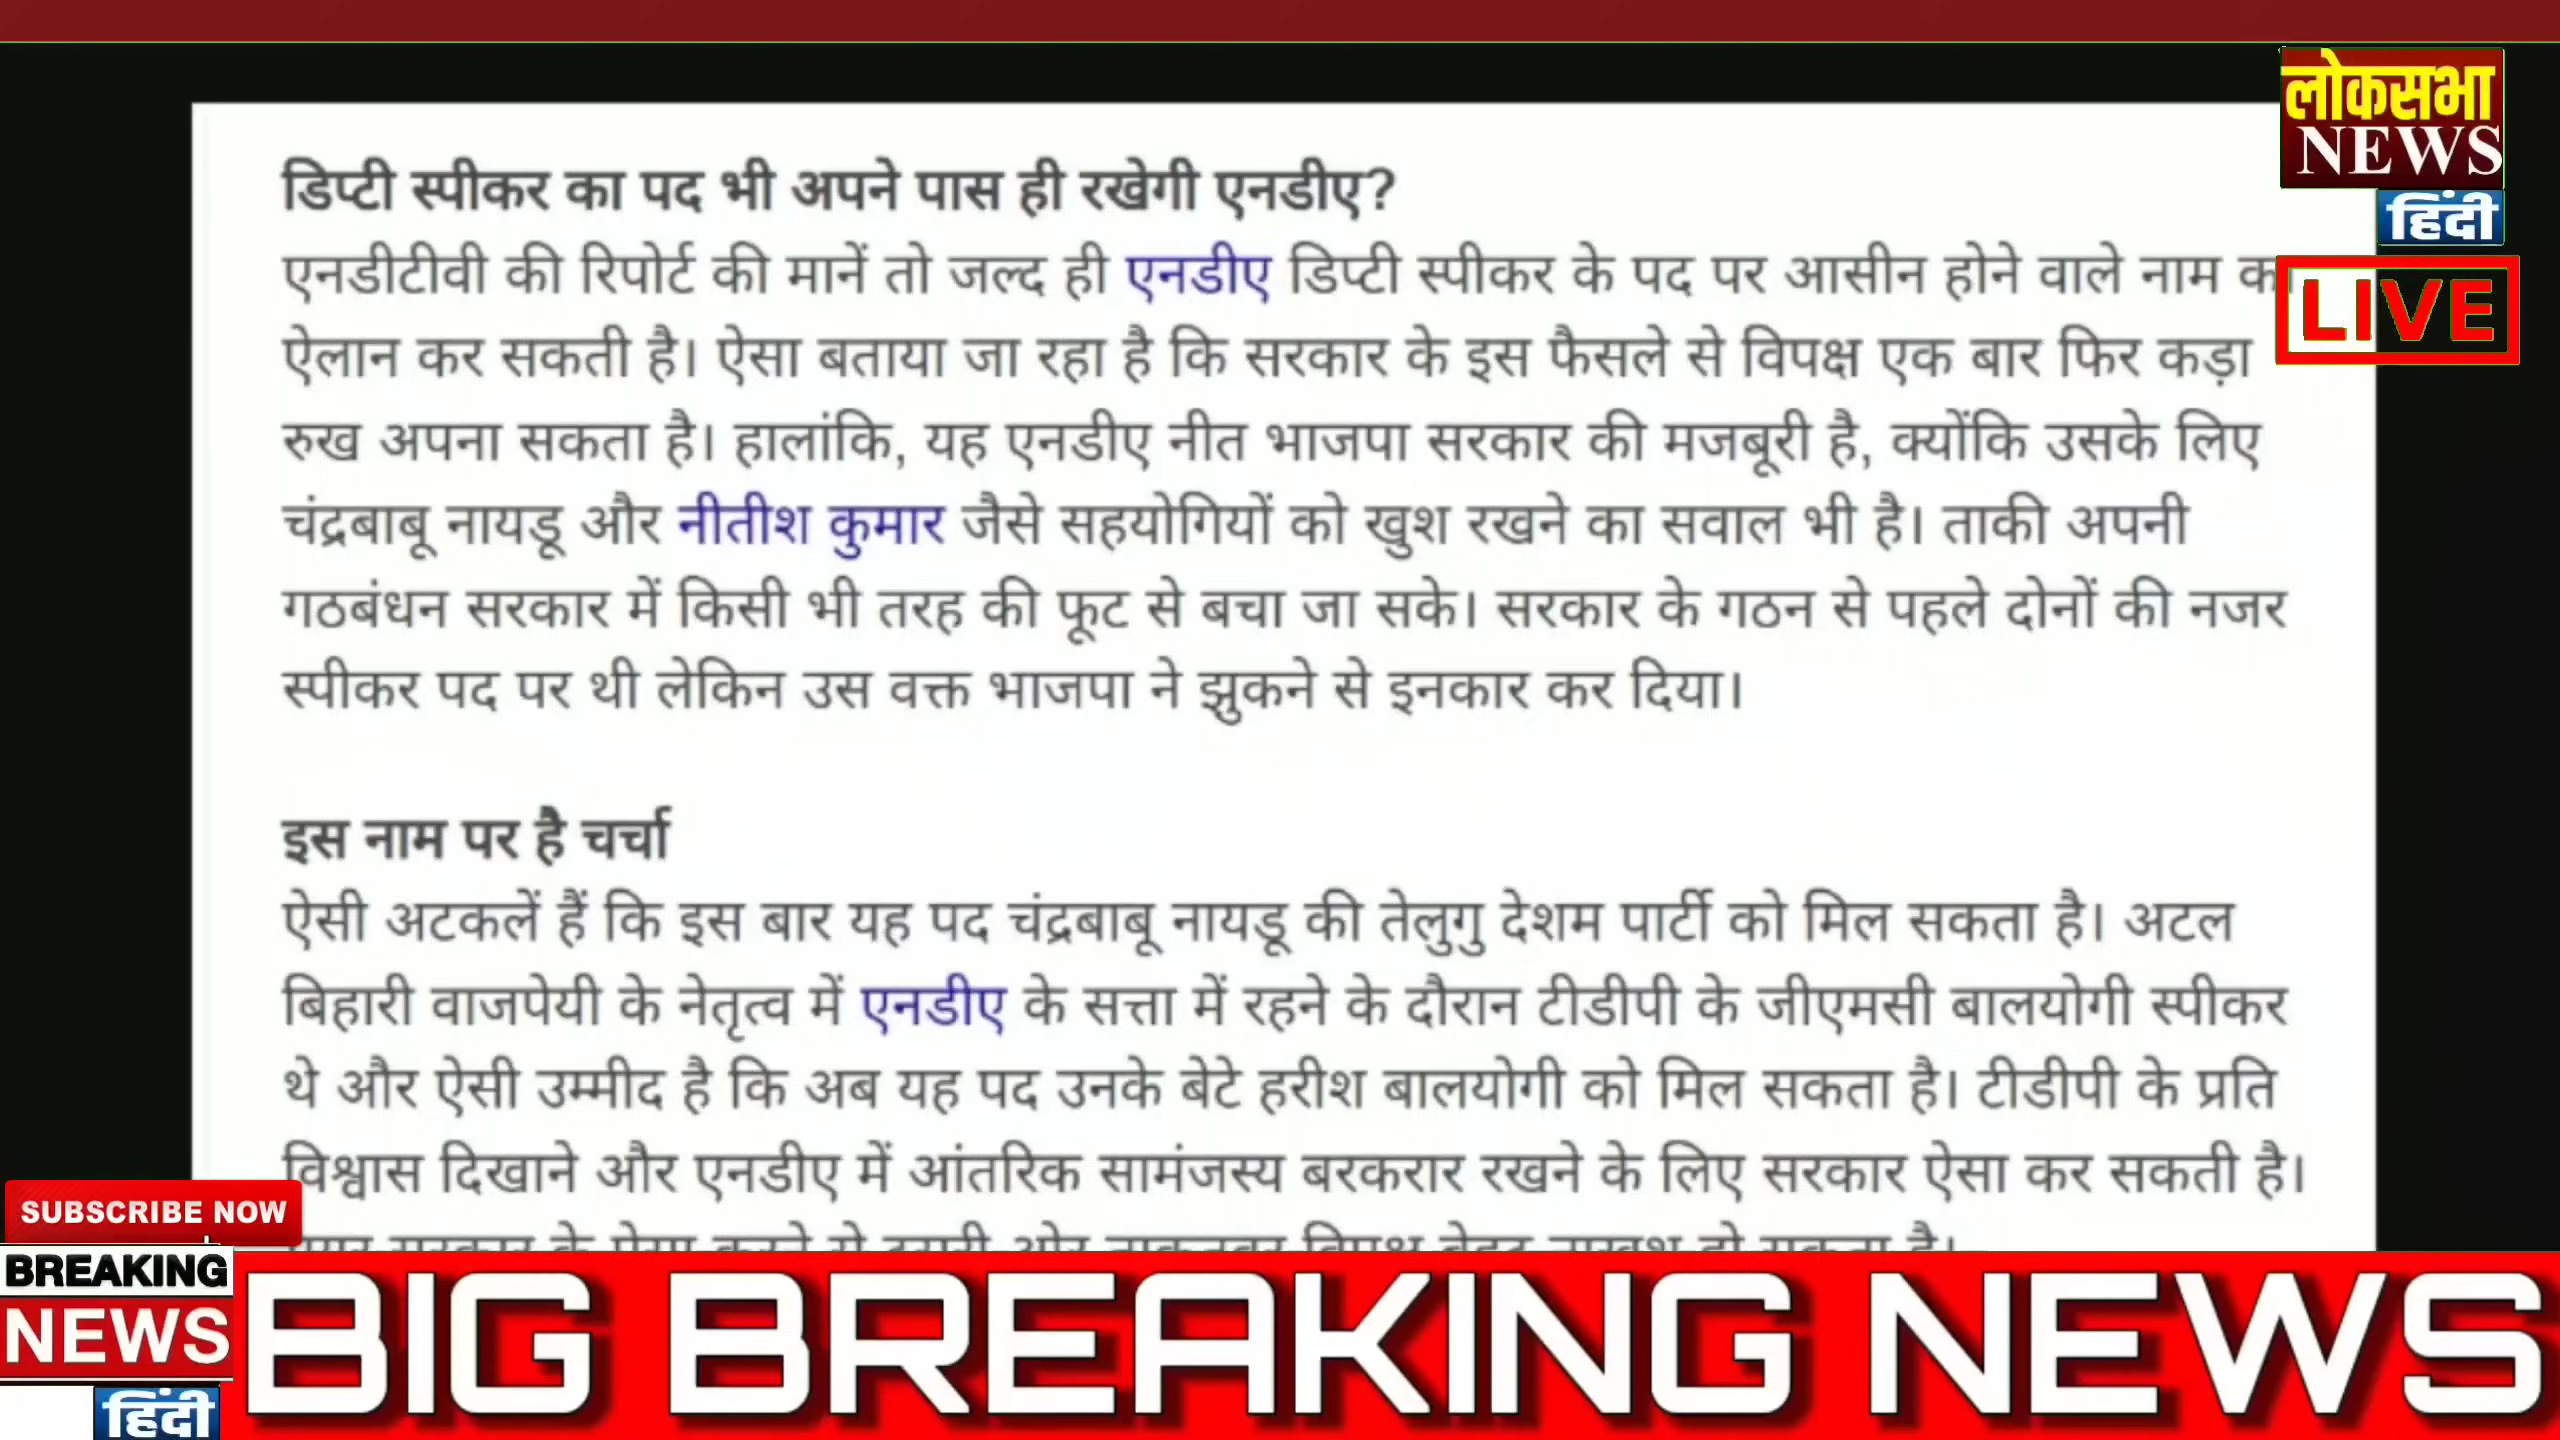 लोकसभा
NEWS
हिंदी
LIVE
डिप्टी स्पीकर का पद भी अपने पास ही रखेगी एनडीए?
एनडीटीवी की रिपोर्ट की मानें तो जल्द ही एनडीए डिप्टी स्पीकर के पद पर आसीन होने वाले नाम का
ऐलान कर सकती है। ऐसा बताया जा रहा है कि सरकार के इस फैसले से विपक्ष एक बार फिर कड़ा
रुख अपना सकता है। हालांकि, यह एनडीए नीत भाजपा सरकार की मजबूरी है, क्योंकि उसके लिए
चंद्रबाबू नायडू और नीतीश कुमार जैसे सहयोगियों को खुश रखने का सवाल भी है। ताकी अपनी
गठबंधन सरकार में किसी भी तरह की फूट से बचा जा सके। सरकार के गठन से पहले दोनों की नजर
स्पीकर पद पर थी लेकिन उस वक्त भाजपा ने झुकने से इनकार कर दिया।
इस नाम पर है चर्चा
ऐसी अटकलें हैं कि इस बार यह पद चंद्रबाबू नायडू की तेलुगु देशम पार्टी को मिल सकता है। अटल
बिहारी वाजपेयी के नेतृत्व में एनडीए के सत्ता में रहने के दौरान टीडीपी के जीएमसी बालयोगी स्पीकर
थे और ऐसी उम्मीद है कि अब यह पद उनके बेटे हरीश बालयोगी को मिल सकता है। टीडीपी के प्रति
विश्वास दिखाने और एनडीए में आंतरिक सामंजस्य बरकरार रखने के लिए सरकार ऐसा कर सकती है।
SUBSCRIBE NOW
BREAKING
NEWS
हिंदी
BIG BREAKING NEWS